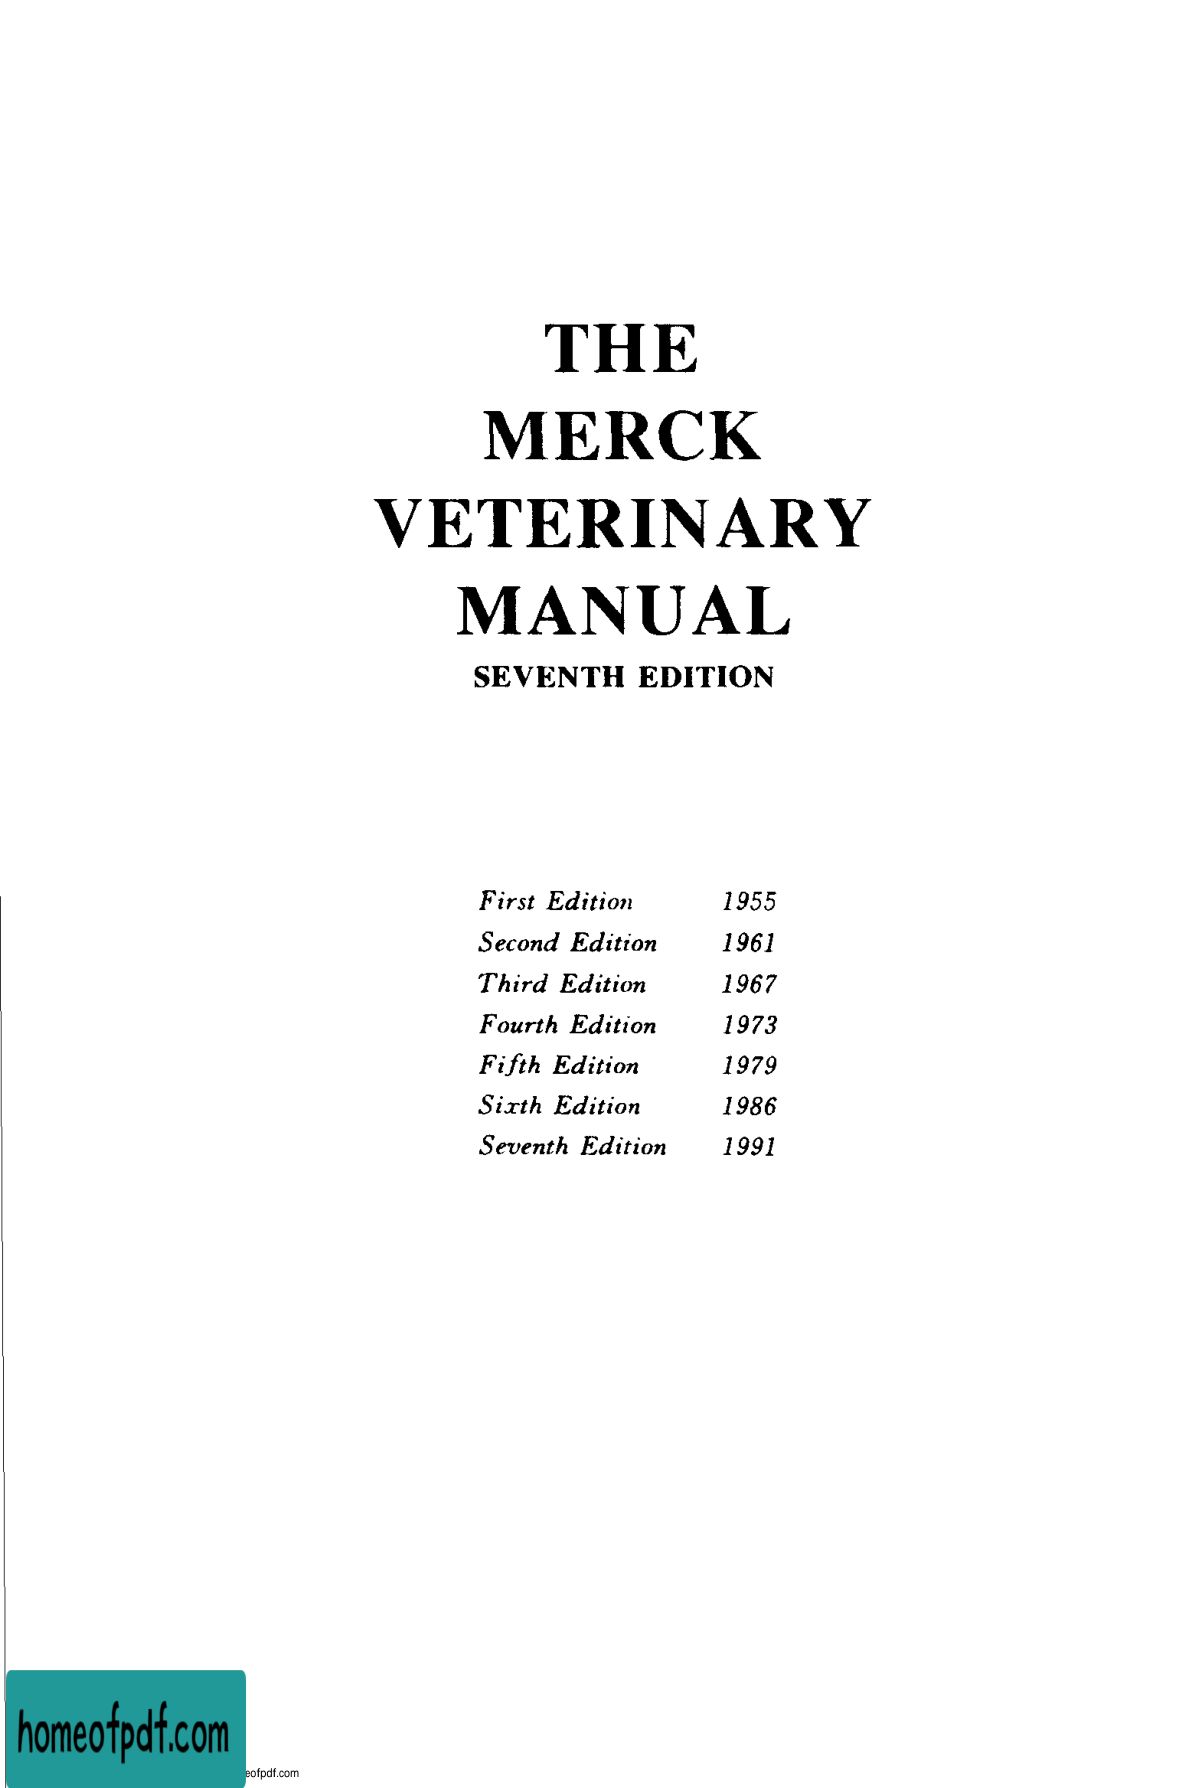 THE
MERCK
VETERINARY
MANUAL
SEVENTH EDITION
First Edition 1955
Second Edition 1961
Third Edition 1967
Fourth Edition 1973
Fifth Edition 1979
Sixth Edition 1986
Seventh Edition 1991
homeofpdf.com
eofpdf.com